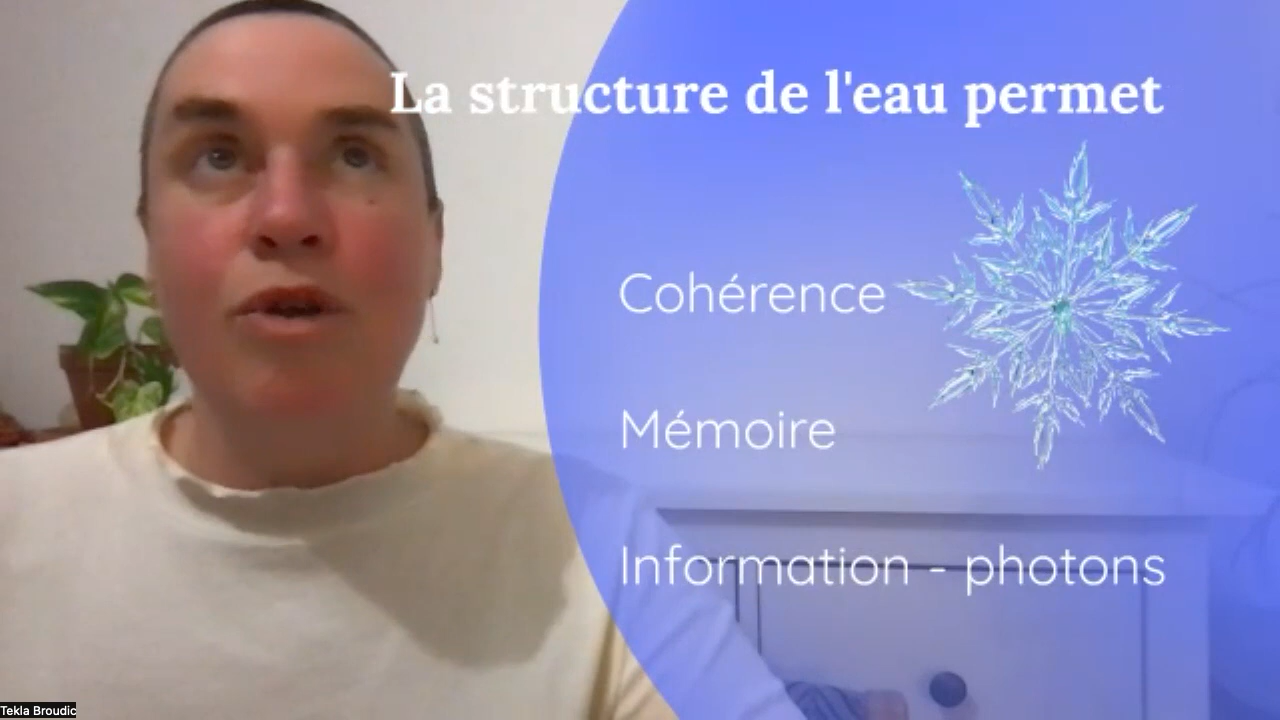 La structure de l'eau permet
Cohérence
Mémoire
Information - photons
Tekla Broudic